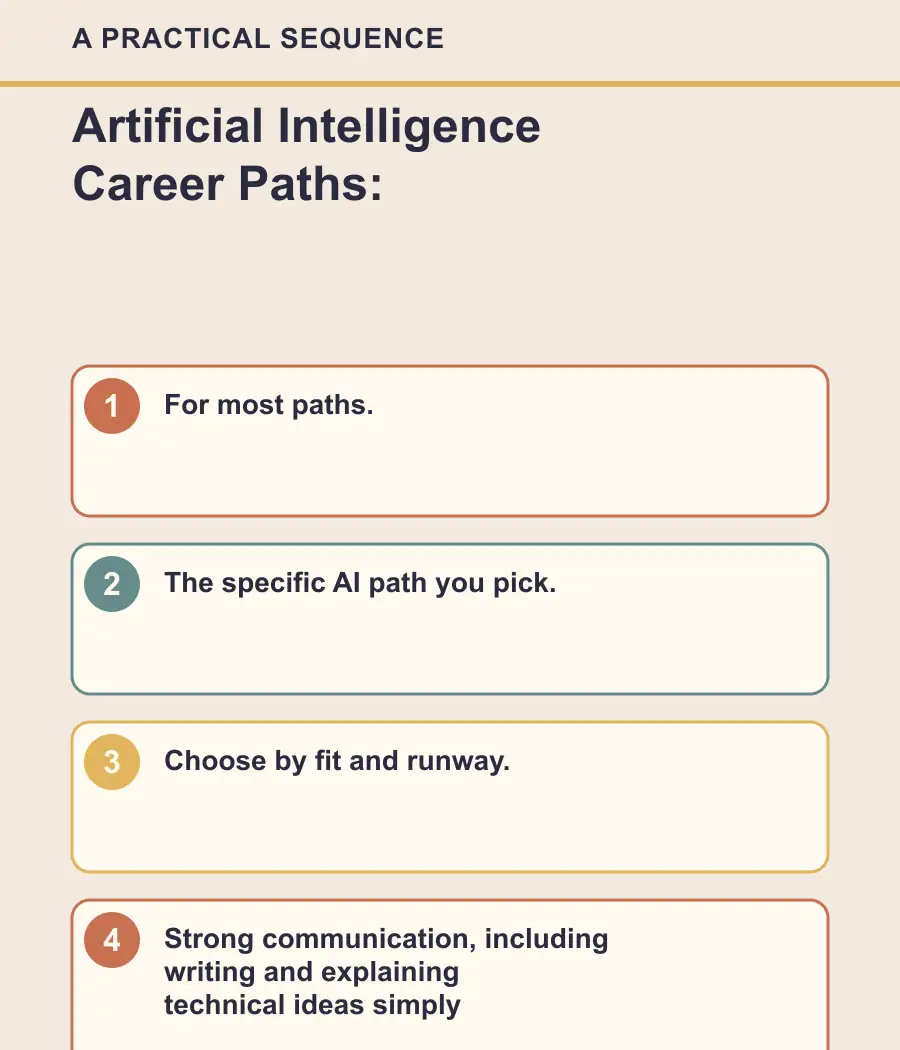 A PRACTICAL SEQUENCE
Artificial Intelligence
Career Paths:
1
For most paths.
2
The specific AI path you pick.
3
Choose by fit and runway.
4
Strong communication, including
writing and explaining
technical ideas simply